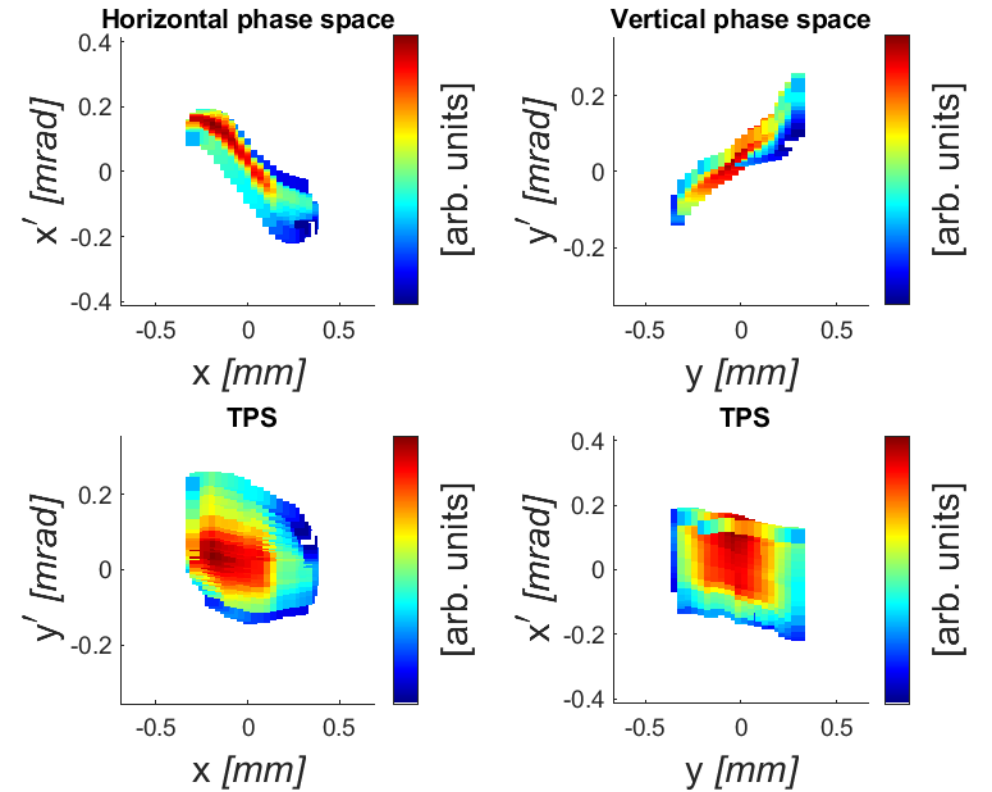 Horizontal phase space
0.4
0.2
0
-0.2
-0.4
x′ [mrad]
-0.5 0 0.5
x [mm]
[arb. units]
Vertical phase space
0.2
0
-0.2
y′ [mrad]
-0.5 0 0.5
y [mm]
[arb. units]
TPS
0.2
0
-0.2
y′ [mrad]
-0.5 0 0.5
x [mm]
[arb. units]
TPS
0.4
0.2
0
-0.2
-0.4
x′ [mrad]
-0.5 0 0.5
y [mm]
[arb. units]